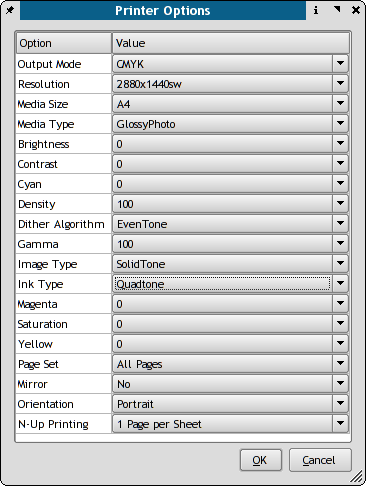 Printer Options
Option Value
Output Mode CMYK
Resolution 2880x1440sw
Media Size A4
Media Type GlossyPhoto
Brightness 0
Contrast 0
Cyan 0
Density 100
Dither Algorithm EvenTone
Gamma 100
Image Type SolidTone
Ink Type Quadtone
Magenta 0
Saturation 0
Yellow 0
Page Set All Pages
Mirror No
Orientation Portrait
N-Up Printing 1 Page per Sheet
OK Cancel